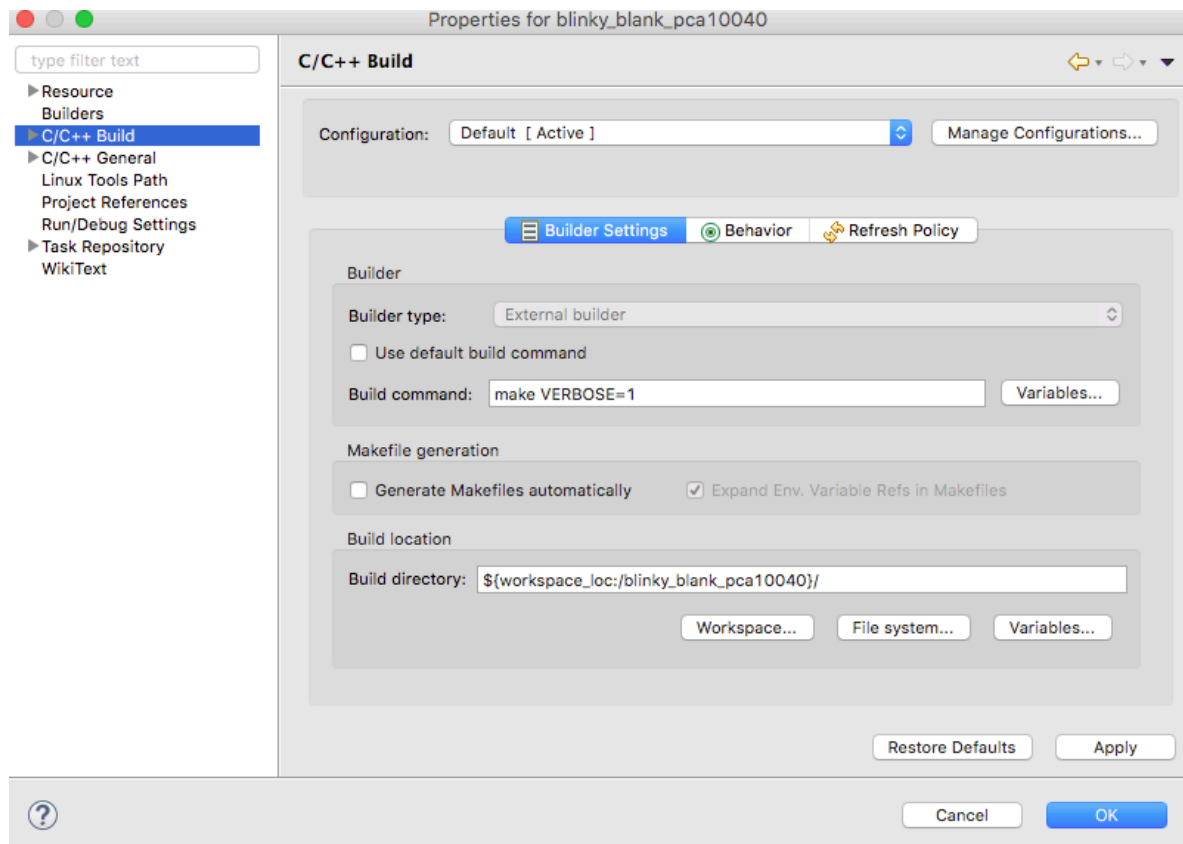 Properties for blinky_blank_pca10040
type filter text
Resource
Builders
C/C++ Build
C/C++ General
Linux Tools Path
Project References
Run/Debug Settings
Task Repository
WikiText
C/C++ Build
Configuration: Default [ Active ] Manage Configurations...
Builder Settings Behavior Refresh Policy
Builder
Builder type: External builder
Use default build command
Build command: make VERBOSE=1 Variables...
Makefile generation
Generate Makefiles automatically Expand Env. Variable Refs in Makefiles
Build location
Build directory: ${workspace_loc:/blinky_blank_pca10040}/
Workspace... File system... Variables...
Restore Defaults Apply
? Cancel OK